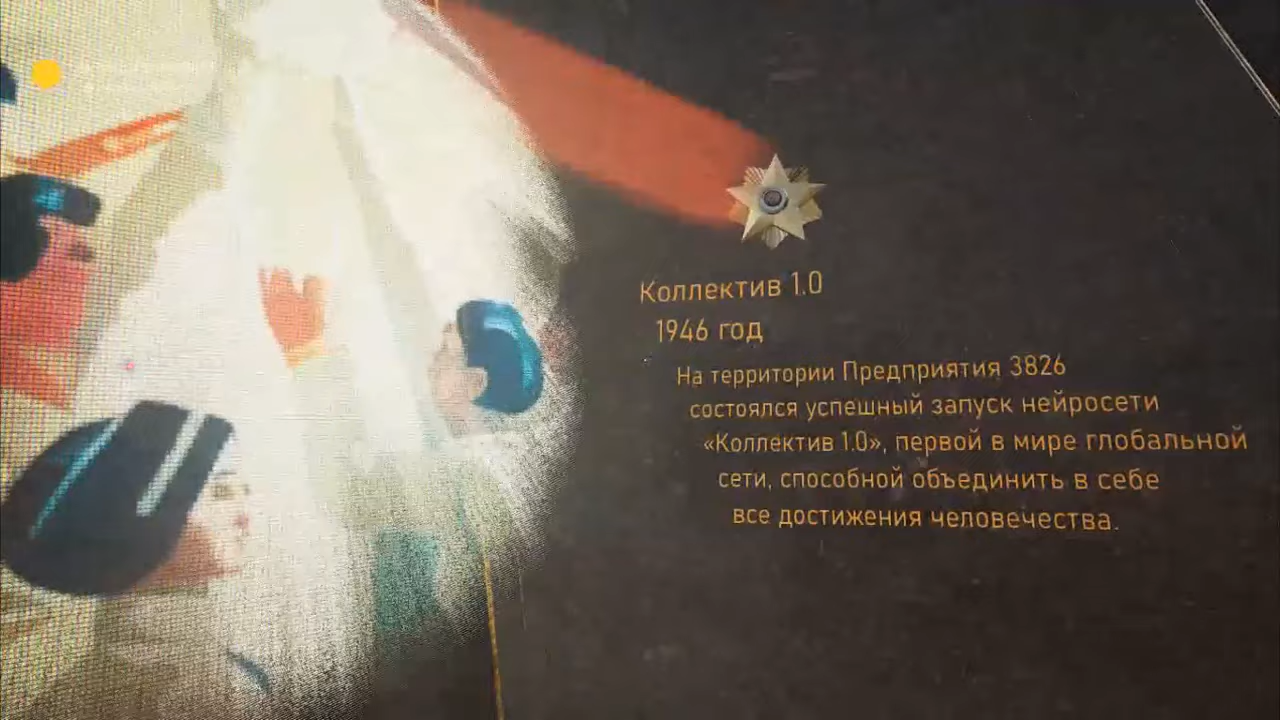 Коллектив 1.0
1946 год
На территории Предприятия 3826
состоялся успешный запуск нейросети
«Коллектив 1.0», первой в мире глобальной
сети, способной объединить в себе
все достижения человечества.